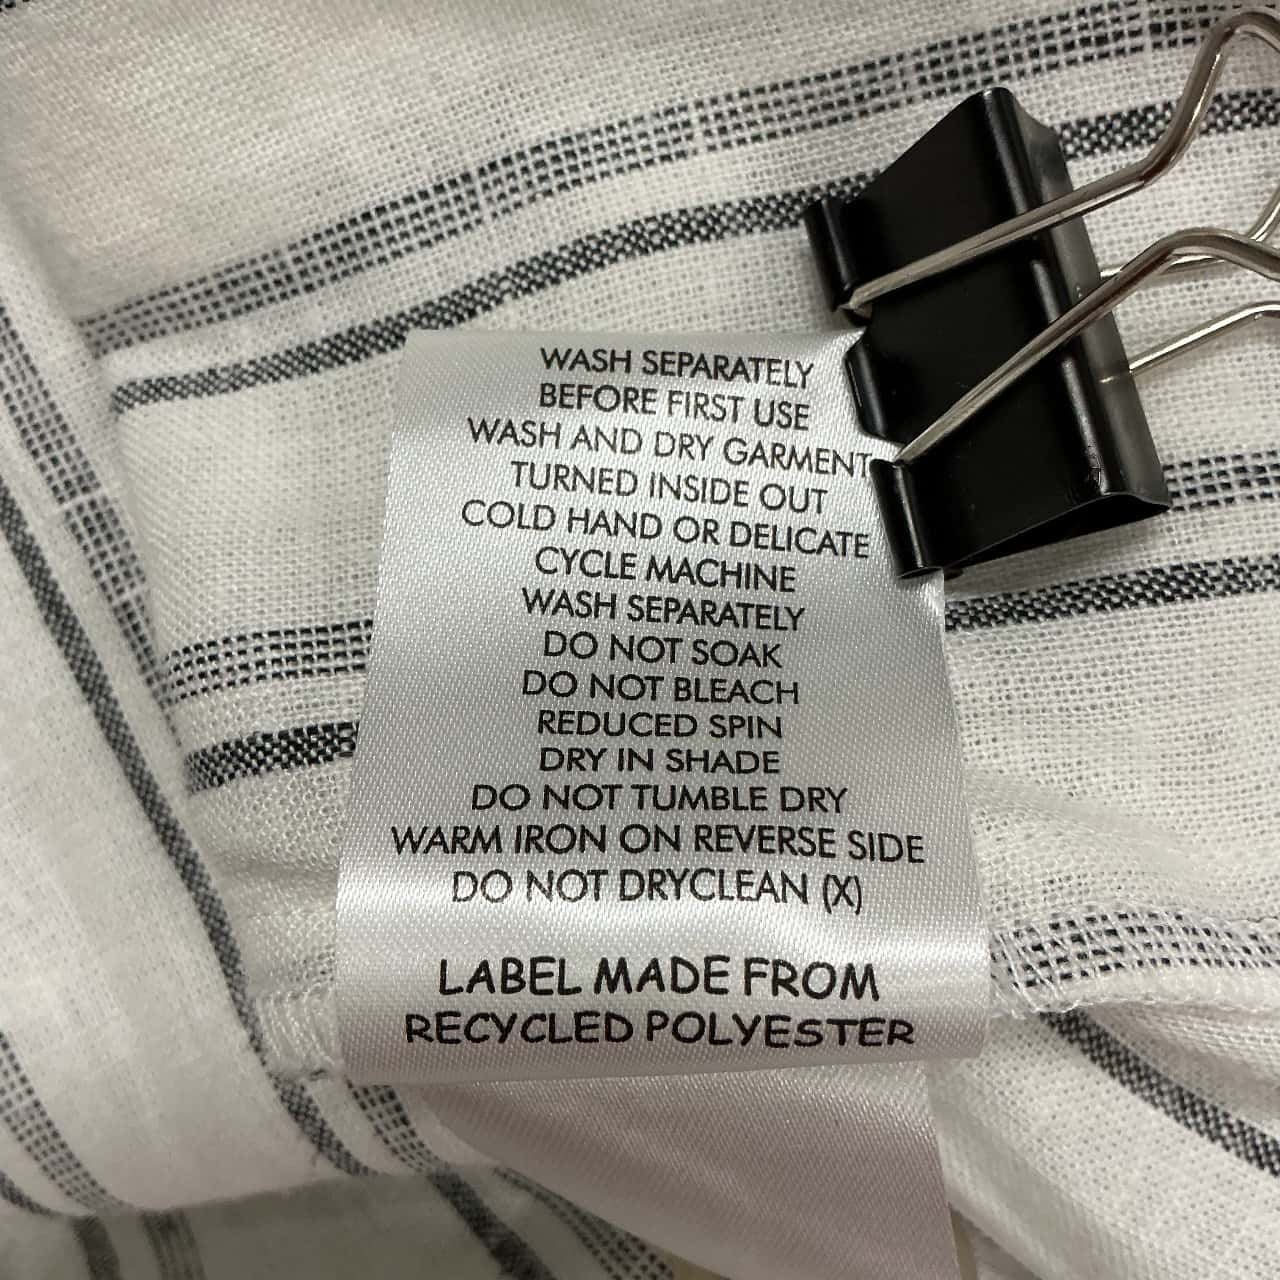 WASH SEPARATELY
BEFORE FIRST USE
WASH AND DRY GARMENT
TURNED INSIDE OUT
COLD HAND OR DELICATE
CYCLE MACHINE
WASH SEPARATELY
DO NOT SOAK
DO NOT BLEACH
REDUCED SPIN
DRY IN SHADE
DO NOT TUMBLE DRY
WARM IRON ON REVERSE SIDE
DO NOT DRYCLEAN (X)
LABEL MADE FROM
RECYCLED POLYESTER